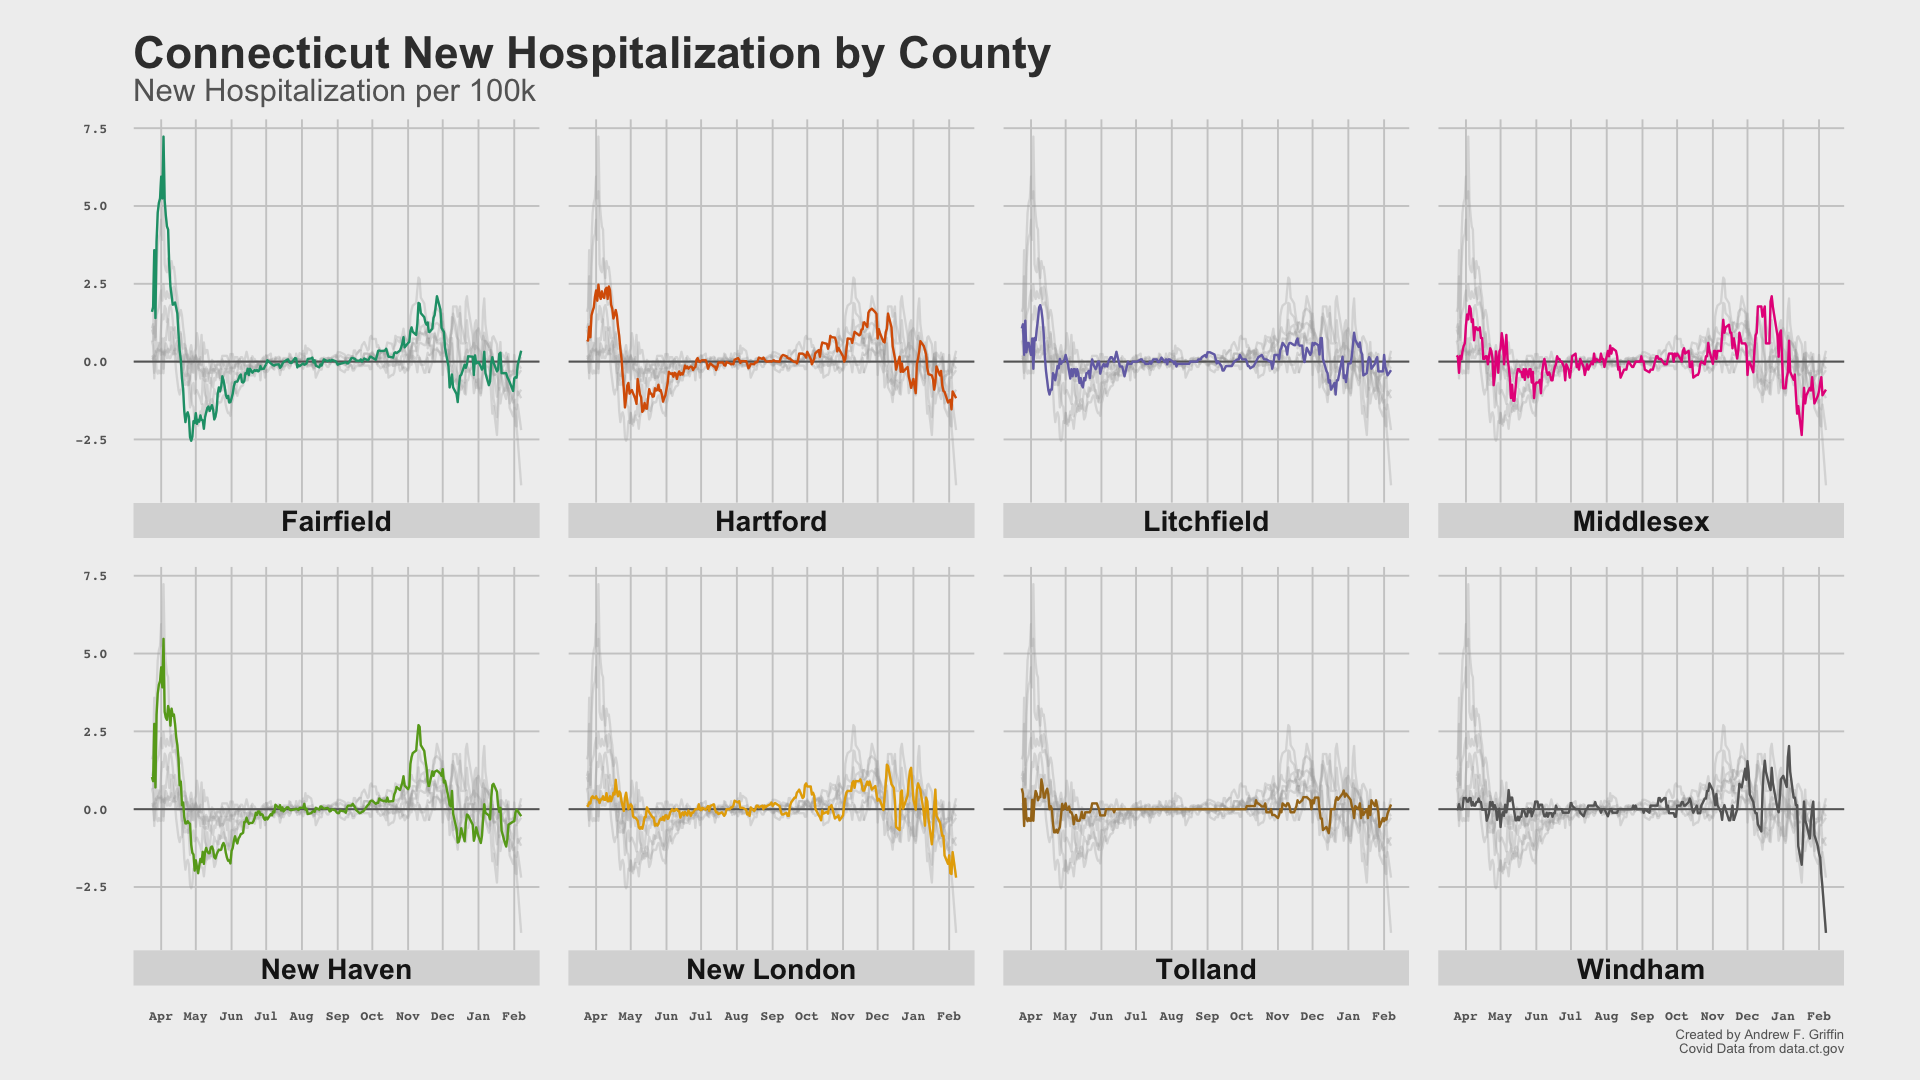 Connecticut New Hospitalization by County
New Hospitalization per 100k
7.5
5.0
2.5
0.0
−2.5
Fairfield Hartford Litchfield Middlesex
7.5
5.0
2.5
0.0
−2.5
New Haven New London Tolland Windham
Apr May Jun Jul Aug Sep Oct Nov Dec Jan Feb Apr May Jun Jul Aug Sep Oct Nov Dec Jan Feb Apr May Jun Jul Aug Sep Oct Nov Dec Jan Feb Apr May Jun Jul Aug Sep Oct Nov Dec Jan Feb
Created by Andrew F. Griffin
Covid Data from data.ct.gov